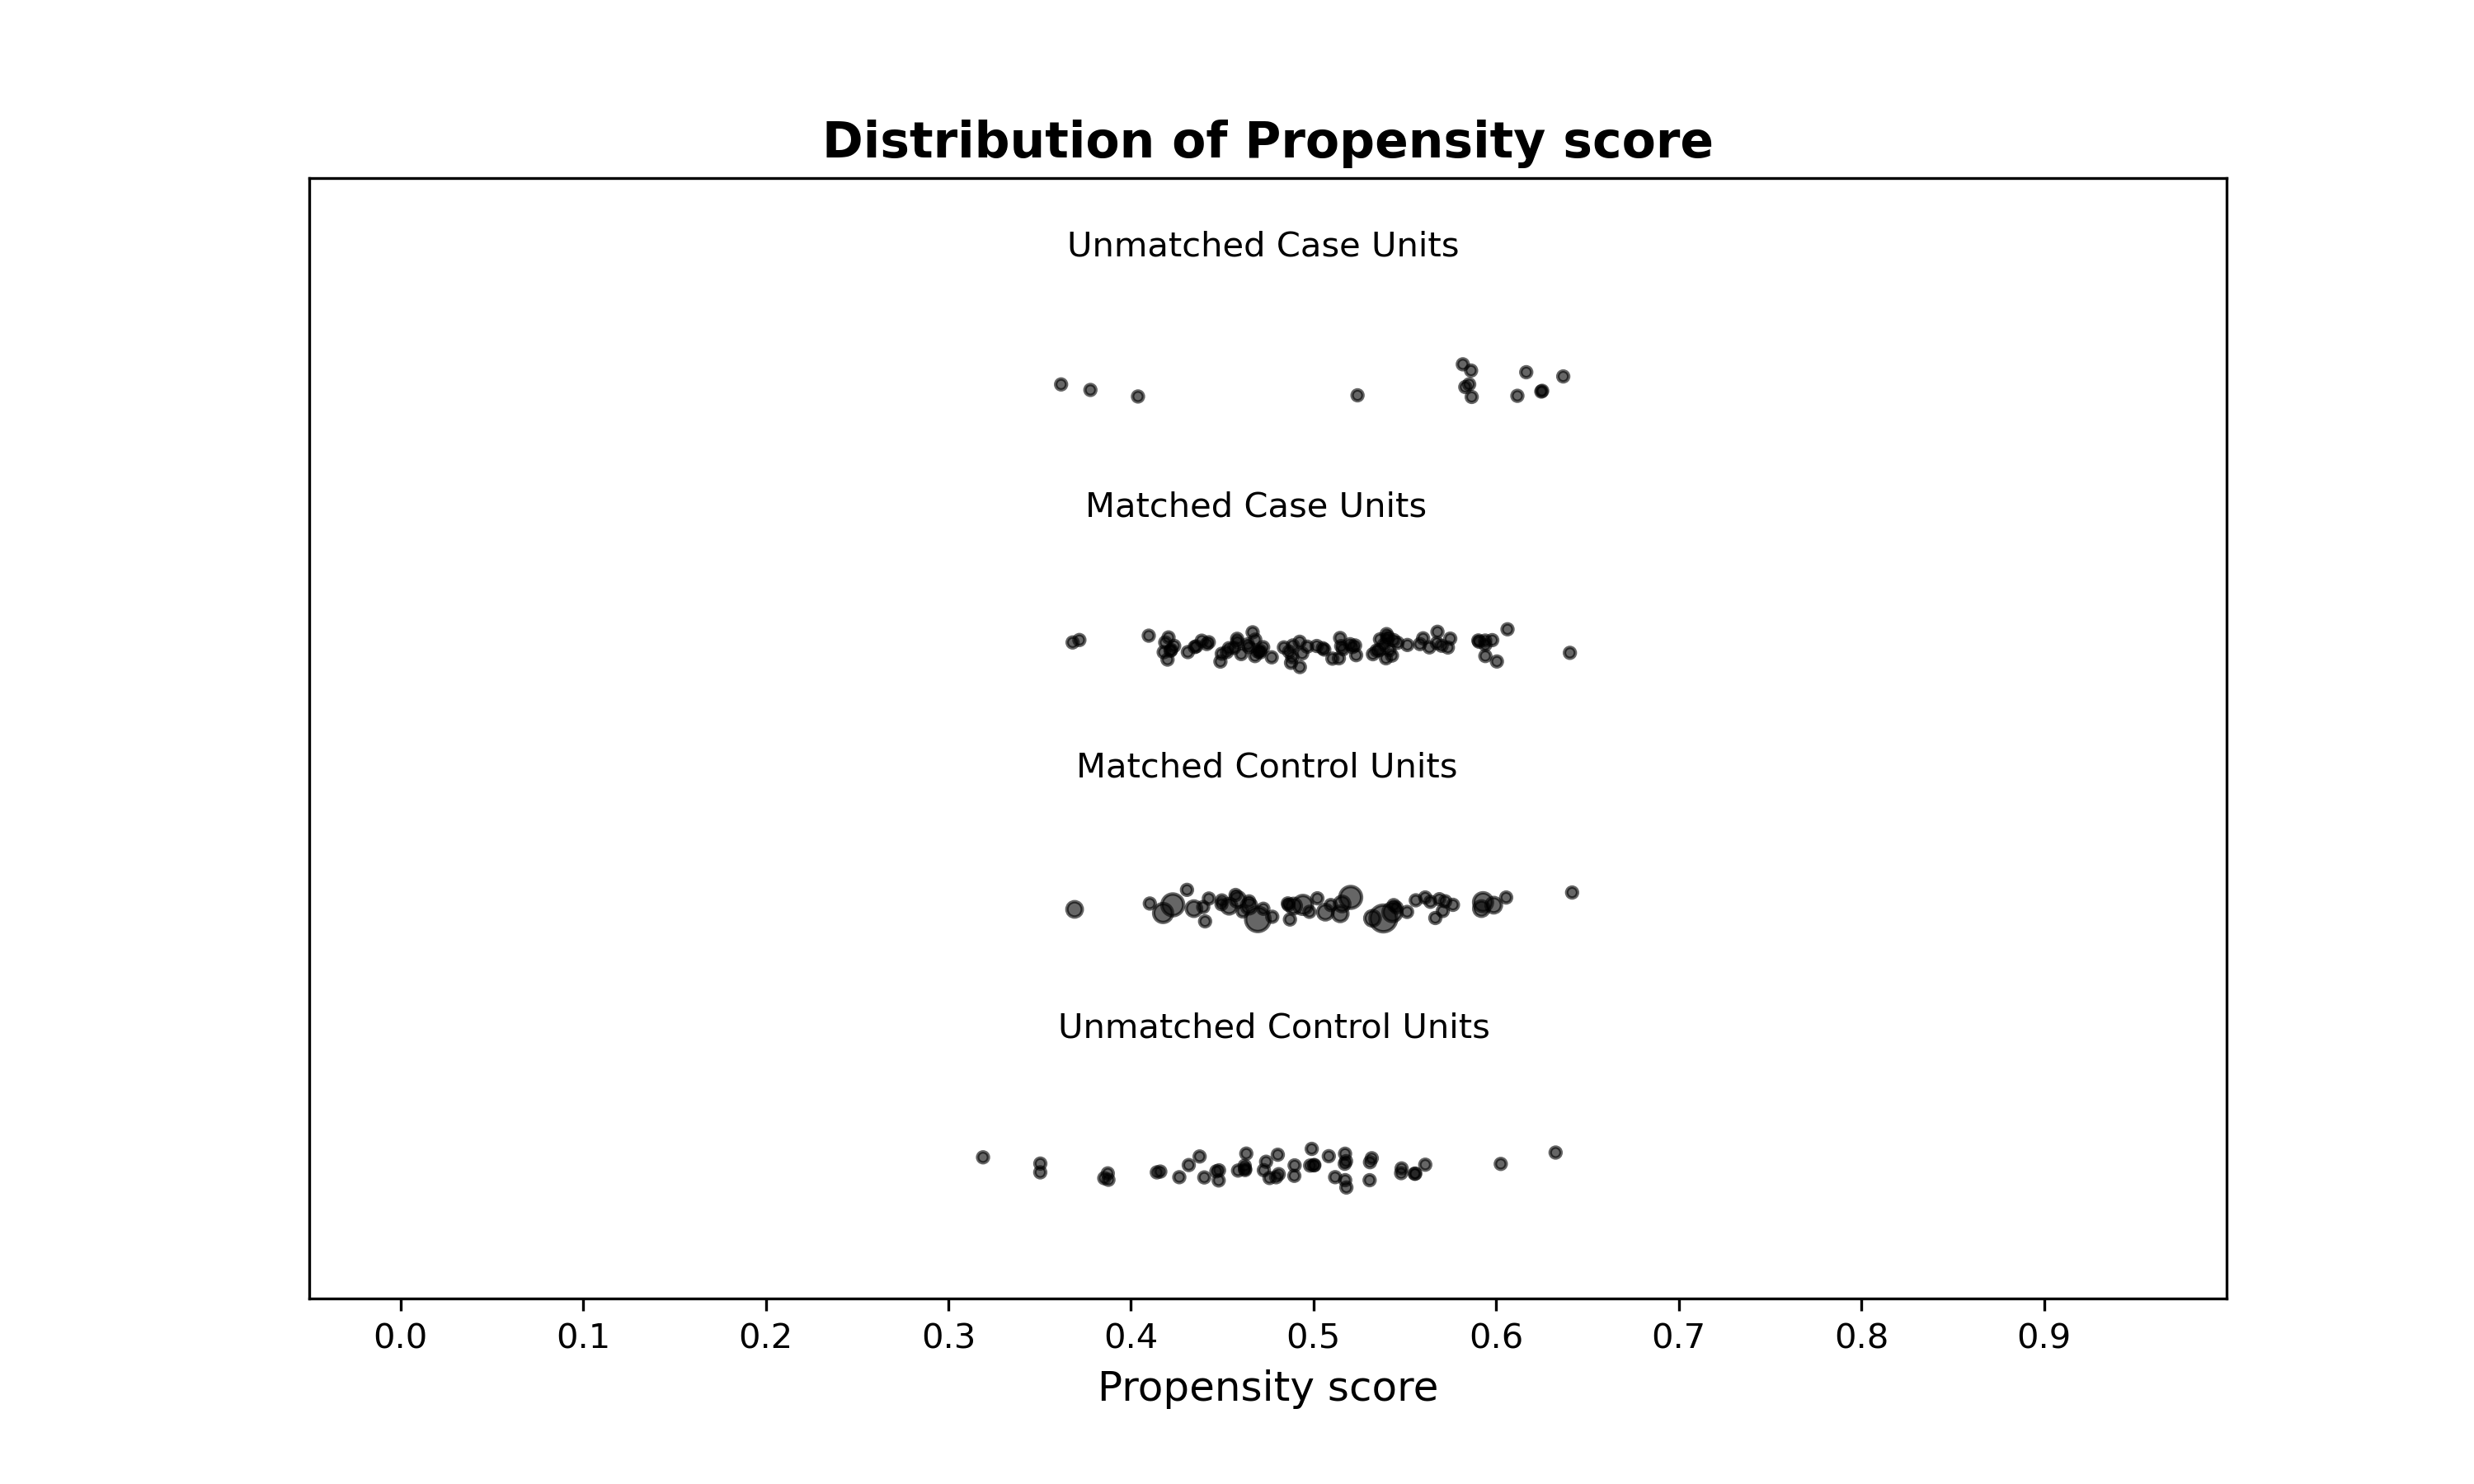 Distribution of Propensity score
Unmatched Case Units
Matched Case Units
Matched Control Units
Unmatched Control Units
0.0 0.1 0.2 0.3 0.4 0.5 0.6 0.7 0.8 0.9
Propensity score